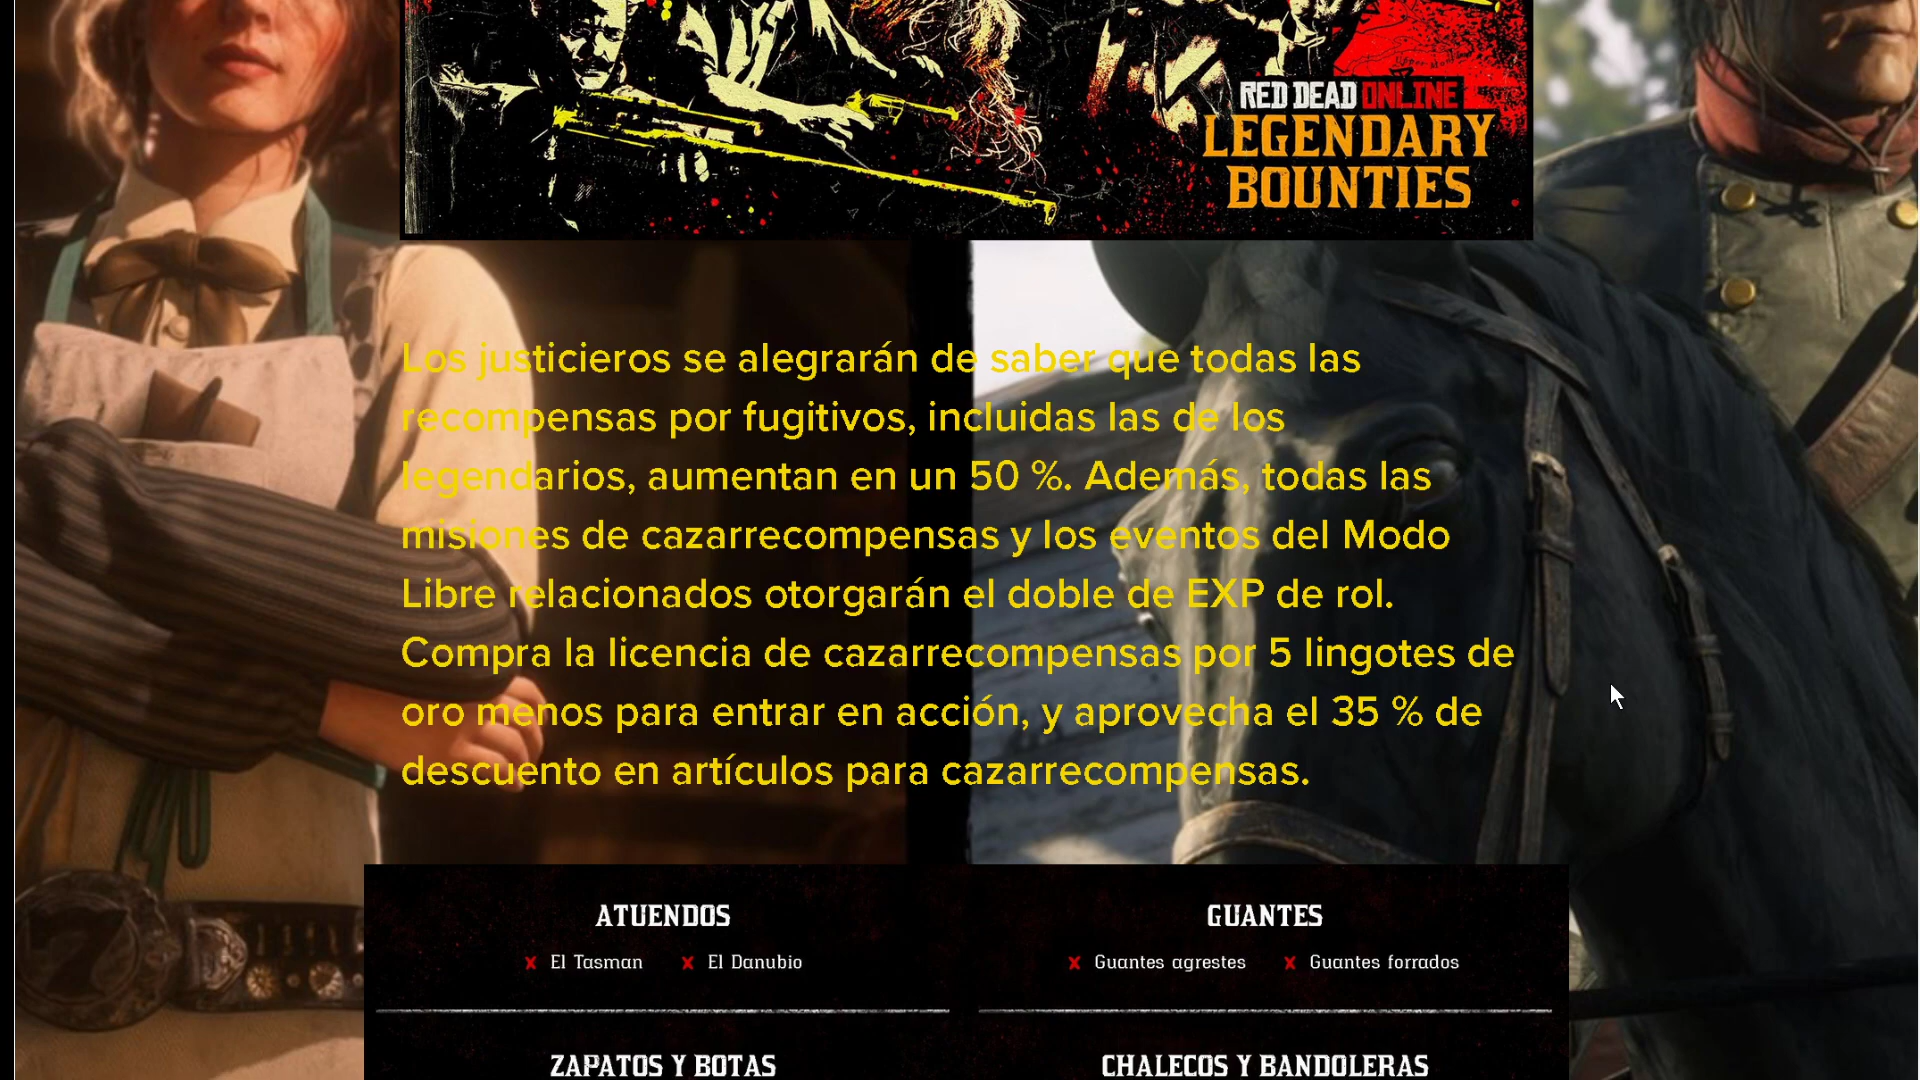 RED DEAD ONLINE
LEGENDARY
BOUNTIES
Los justicieros se alegrarán de saber que todas las
recompensas por fugitivos, incluidas las de los
legendarios, aumentan en un 50 %. Además, todas las
misiones de cazarrecompensas y los eventos del Modo
Libre relacionados otorgarán el doble de EXP de rol.
Compra la licencia de cazarrecompensas por 5 lingotes de
oro menos para entrar en acción, y aprovecha el 35 % de
descuento en artículos para cazarrecompensas.
ATUENDOS
x El Tasman x El Danubio
GUANTES
x Guantes agrestes x Guantes forrados
ZAPATOS Y BOTAS
CHALECOS Y BANDOLERAS